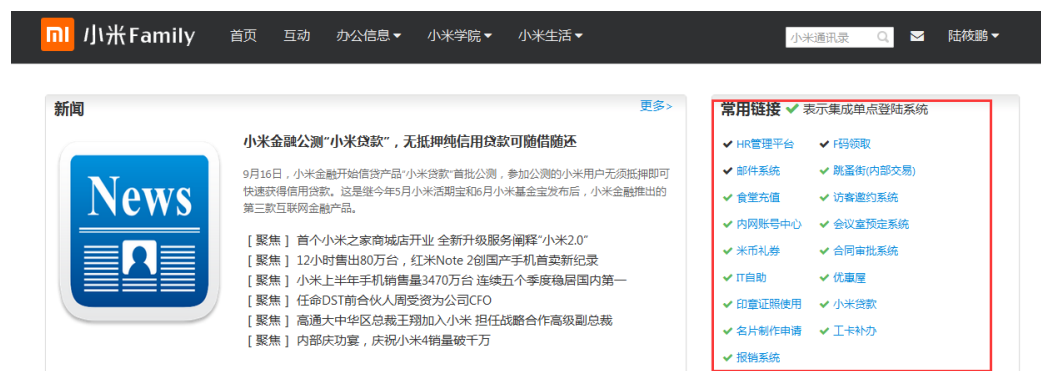 小米Family 首页 互动 办公信息 小米学院 小米生活 小米通讯录 陆筱鹏
新闻 更多>
News
小米金融公测"小米贷款"，无抵押纯信用贷款可随借随还
9月16日，小米金融开始信贷产品"小米贷款"首批公测，参加公测的小米用户无须抵押即可
快速获得信用贷款。这是继今年5月小米活期宝和6月小米基金宝发布后，小米金融推出的
第三款互联网金融产品。
[ 聚焦 ] 首个小米之家商城店开业 全新升级服务阐释"小米2.0"
[ 聚焦 ] 12小时售出80万台，红米Note 2创国产手机首卖新纪录
[ 聚焦 ] 小米上半年手机销售量3470万台 连续五个季度稳居国内第一
[ 聚焦 ] 任命DST前合伙人周受资为公司CFO
[ 聚焦 ] 高通大中华区总裁王翔加入小米 担任战略合作高级副总裁
[ 聚焦 ] 内部庆功宴，庆祝小米4销量破千万
常用链接 ✔ 表示集成单点登陆系统
✔ HR管理平台 ✔ F码领取
✔ 邮件系统 ✔ 跳蚤街(内部交易)
✔ 食堂充值 ✔ 访客邀约系统
✔ 内网账号中心 ✔ 会议室预定系统
✔ 米币礼券 ✔ 合同审批系统
✔ IT自助 ✔ 优惠屋
✔ 印章证照使用 ✔ 小米贷款
✔ 名片制作申请 ✔ 工卡补办
✔ 报销系统